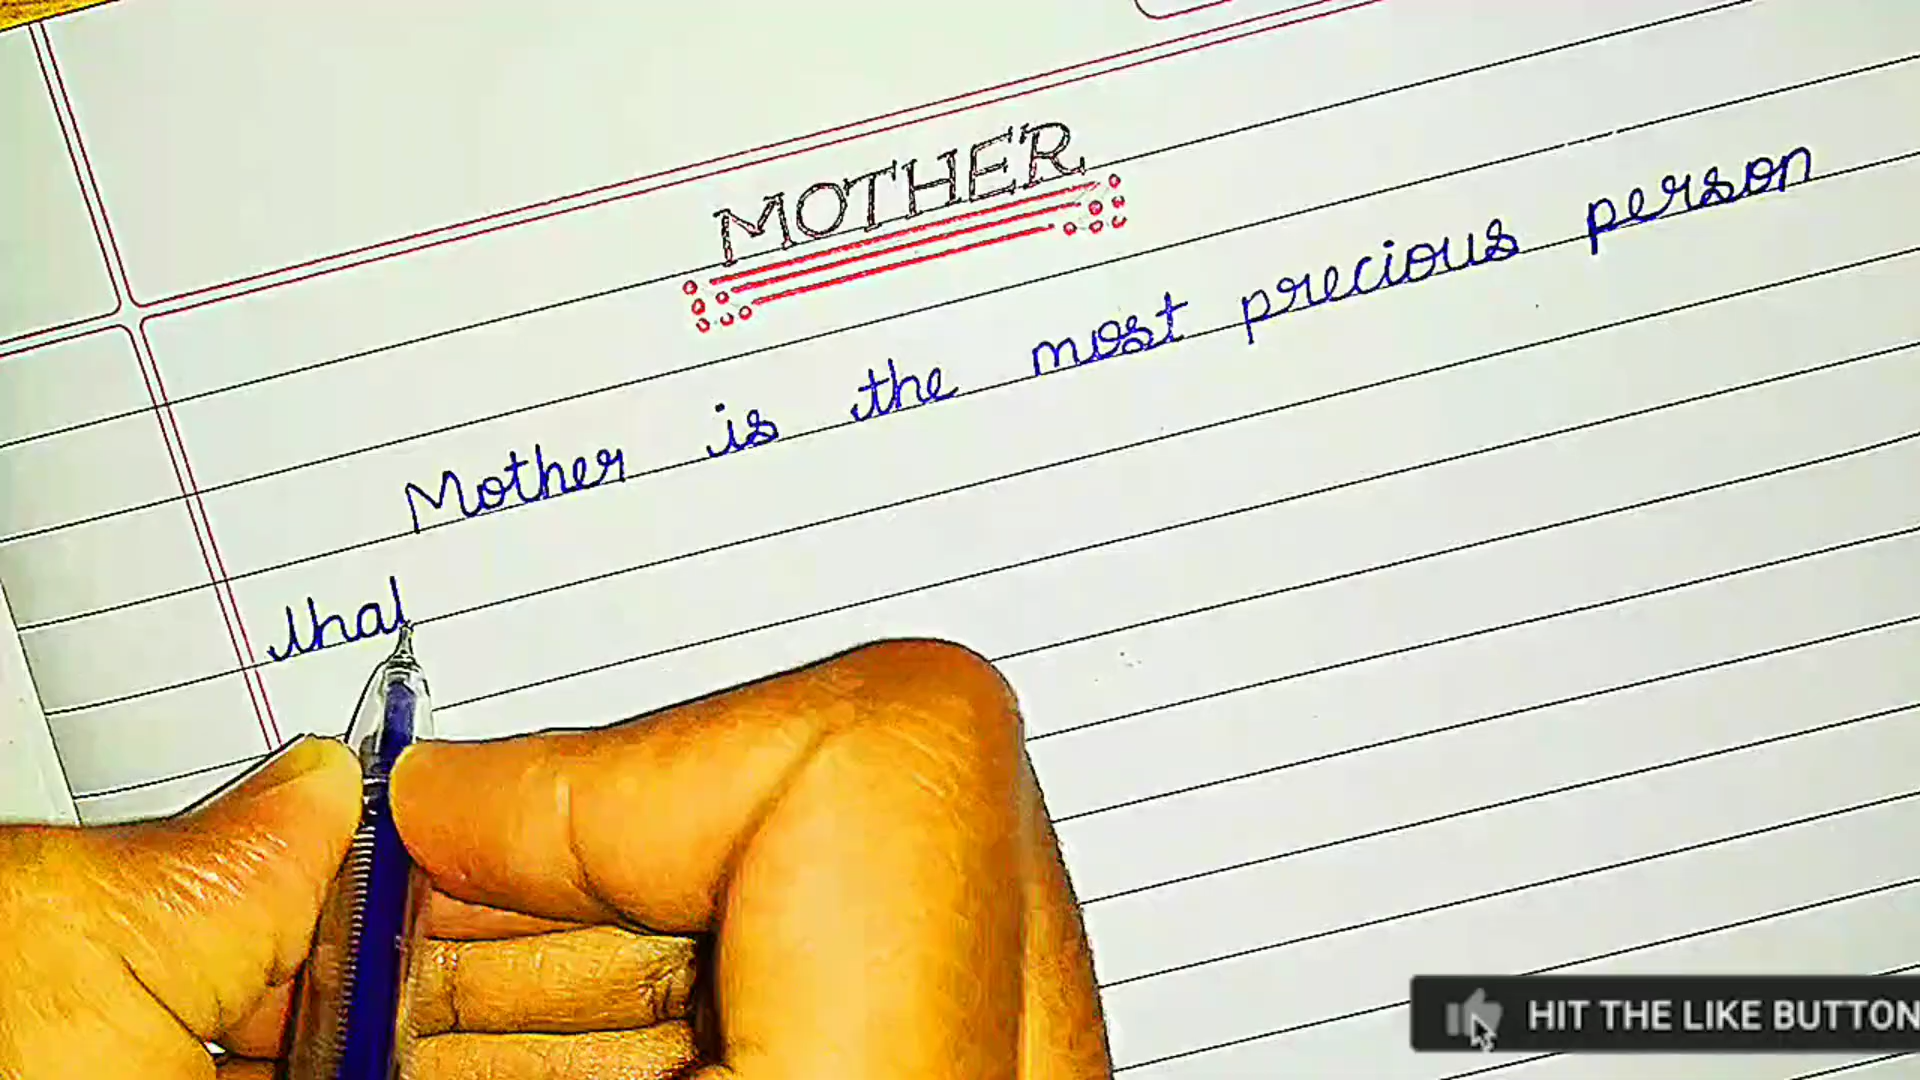 MOTHER
Mother is the most precious person
that
HIT THE LIKE BUTTON